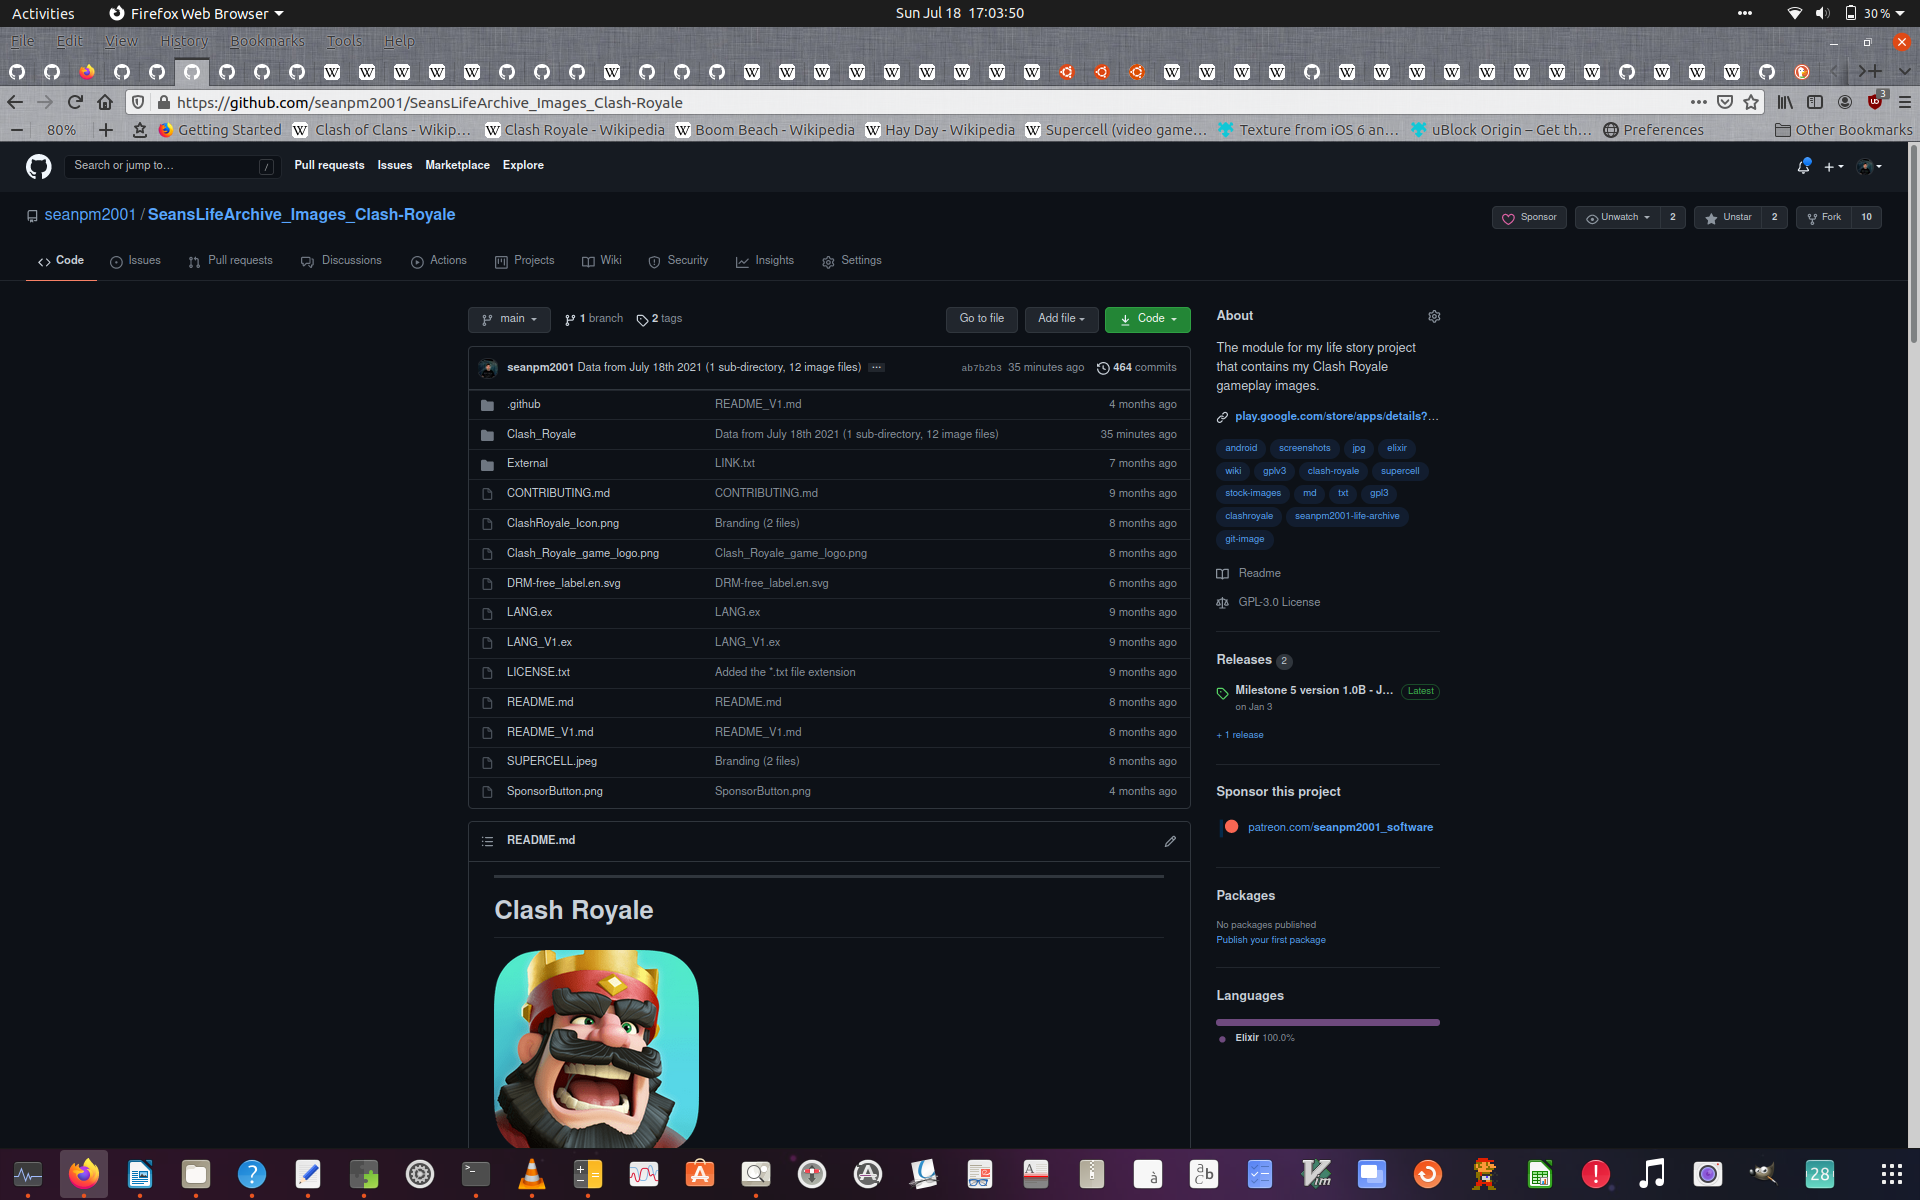 Activities Firefox Web Browser Sun Jul 18 17:03:50 30 %
File Edit View History Bookmarks Tools Help
https://github.com/seanpm2001/SeansLifeArchive_Images_Clash-Royale 3
80% Getting Started Clash of Clans - Wikip… Clash Royale - Wikipedia Boom Beach - Wikipedia Hay Day - Wikipedia Supercell (video game… Texture from iOS 6 an… uBlock Origin – Get th… Preferences Other Bookmarks
Search or jump to… / Pull requests Issues Marketplace Explore
seanpm2001 / SeansLifeArchive_Images_Clash-Royale Sponsor Unwatch 2 Unstar 2 Fork 10
Code Issues Pull requests Discussions Actions Projects Wiki Security Insights Settings
main 1 branch 2 tags Go to file Add file Code
seanpm2001 Data from July 18th 2021 (1 sub-directory, 12 image files) ab7b2b3 35 minutes ago 464 commits
.github README_V1.md 4 months ago
Clash_Royale Data from July 18th 2021 (1 sub-directory, 12 image files) 35 minutes ago
External LINK.txt 7 months ago
CONTRIBUTING.md CONTRIBUTING.md 9 months ago
ClashRoyale_Icon.png Branding (2 files) 8 months ago
Clash_Royale_game_logo.png Clash_Royale_game_logo.png 8 months ago
DRM-free_label.en.svg DRM-free_label.en.svg 6 months ago
LANG.ex LANG.ex 9 months ago
LANG_V1.ex LANG_V1.ex 9 months ago
LICENSE.txt Added the *.txt file extension 9 months ago
README.md README.md 8 months ago
README_V1.md README_V1.md 8 months ago
SUPERCELL.jpeg Branding (2 files) 8 months ago
SponsorButton.png SponsorButton.png 4 months ago
README.md
Clash Royale
About
The module for my life story project
that contains my Clash Royale
gameplay images.
play.google.com/store/apps/details?…
android screenshots jpg elixir
wiki gplv3 clash-royale supercell
stock-images md txt gpl3
clashroyale seanpm2001-life-archive
git-image
Readme
GPL-3.0 License
Releases 2
Milestone 5 version 1.0B - J… Latest
on Jan 3
+ 1 release
Sponsor this project
patreon.com/seanpm2001_software
Packages
No packages published
Publish your first package
Languages
Elixir 100.0%
28